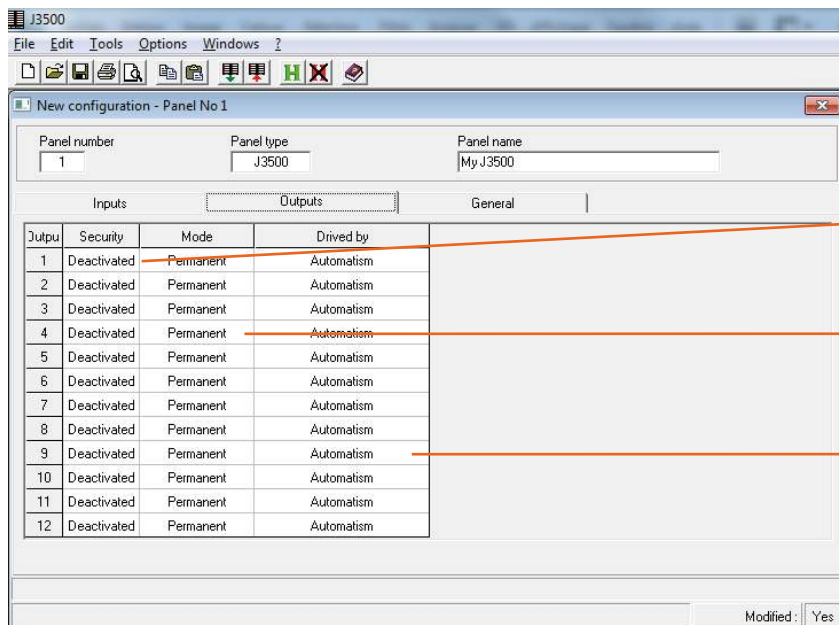 J3500
File Edit Tools Options Windows ?
New configuration - Panel No 1
Panel number Panel type Panel name
1 J3500 My J3500
Inputs Outputs General
Outpu Security Mode Drived by
1 Deactivated Permanent Automatism
2 Deactivated Permanent Automatism
3 Deactivated Permanent Automatism
4 Deactivated Permanent Automatism
5 Deactivated Permanent Automatism
6 Deactivated Permanent Automatism
7 Deactivated Permanent Automatism
8 Deactivated Permanent Automatism
9 Deactivated Permanent Automatism
10 Deactivated Permanent Automatism
11 Deactivated Permanent Automatism
12 Deactivated Permanent Automatism
Modified : Yes